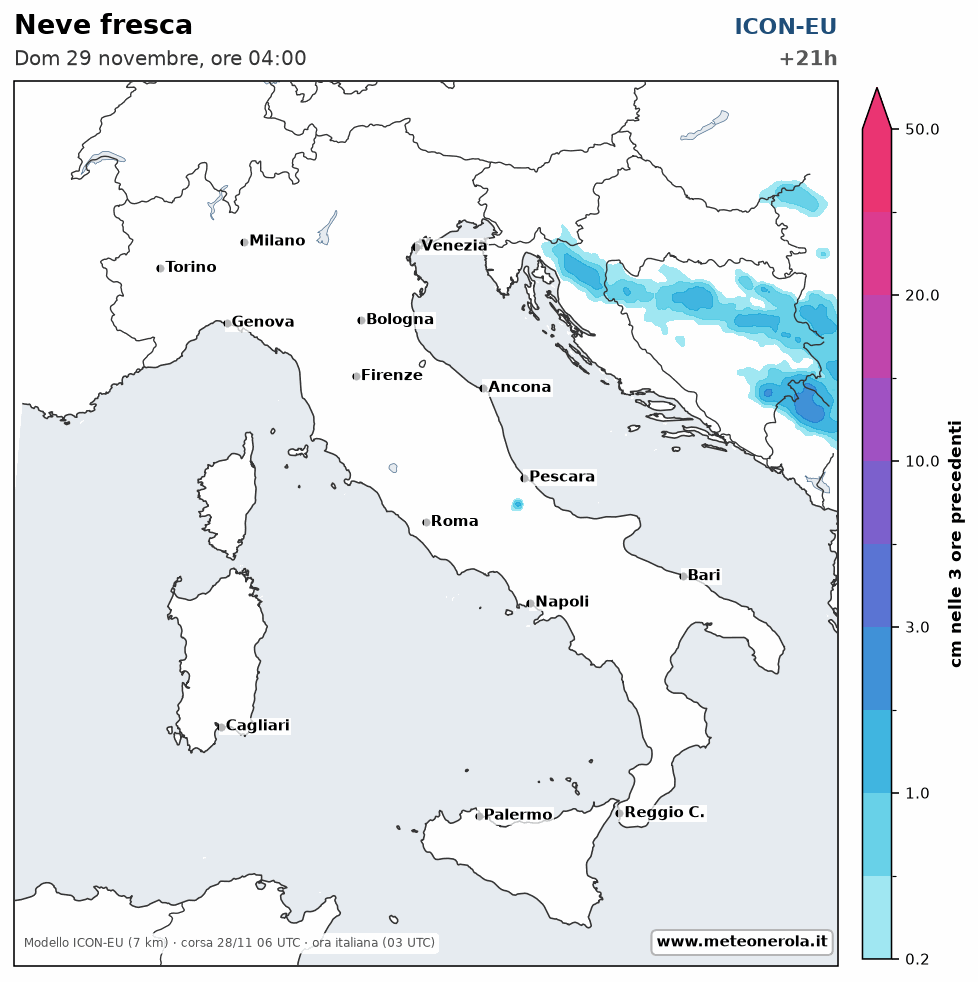 Neve fresca
ICON-EU
Dom 29 novembre, ore 04:00
+21h
50.0
20.0
10.0
3.0
1.0
0.2
cm nelle 3 ore precedenti
Milano
Venezia
Torino
Genova
Bologna
Firenze
Ancona
Pescara
Roma
Bari
Napoli
Cagliari
Palermo
Reggio C.
Modello ICON-EU (7 km) · corsa 28/11 06 UTC · ora italiana (03 UTC)
www.meteonerola.it